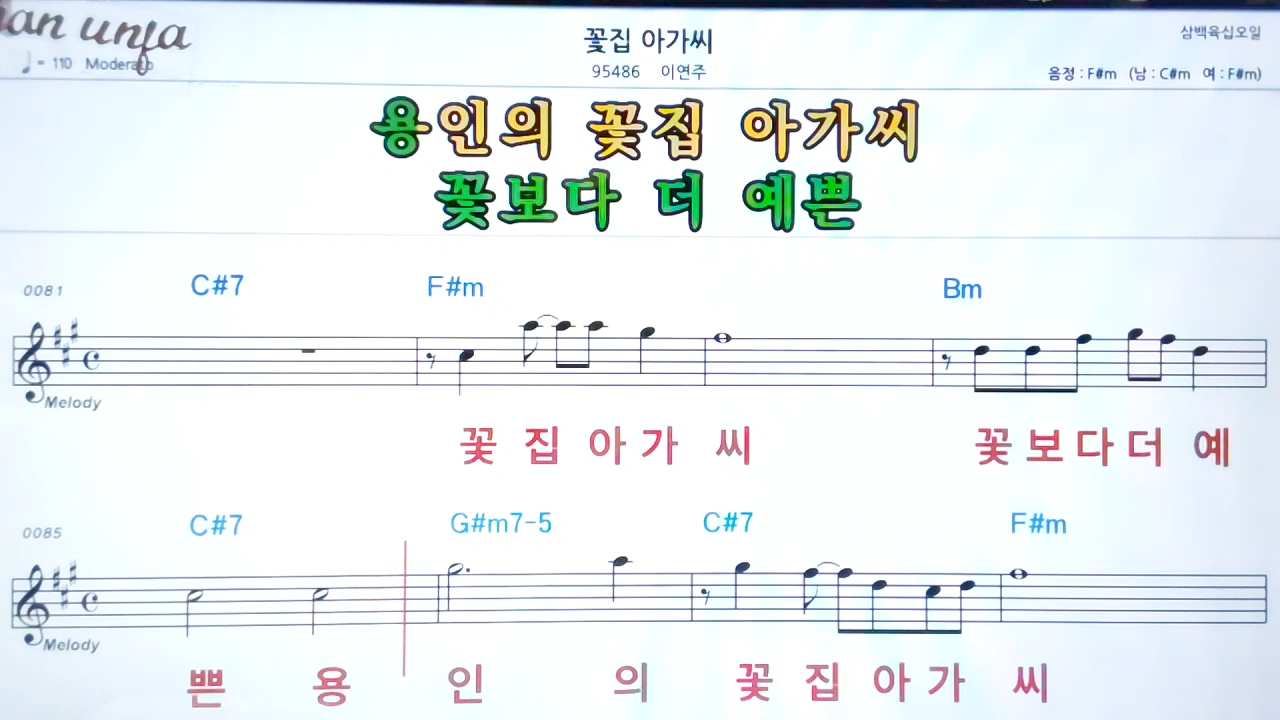 꽃집 아가씨
삼백육십오일
♩= 110 Moderato
95486 이연주
음정 : F#m (남 : C#m 여 : F#m)
용인의 꽃집 아가씨
꽃보다 더 예쁜
0081 C#7 F#m Bm
Melody
꽃 집 아 가 씨 꽃 보 다 더 예
0085 C#7 G#m7-5 C#7 F#m
Melody
쁜 용 인 의 꽃 집 아 가 씨